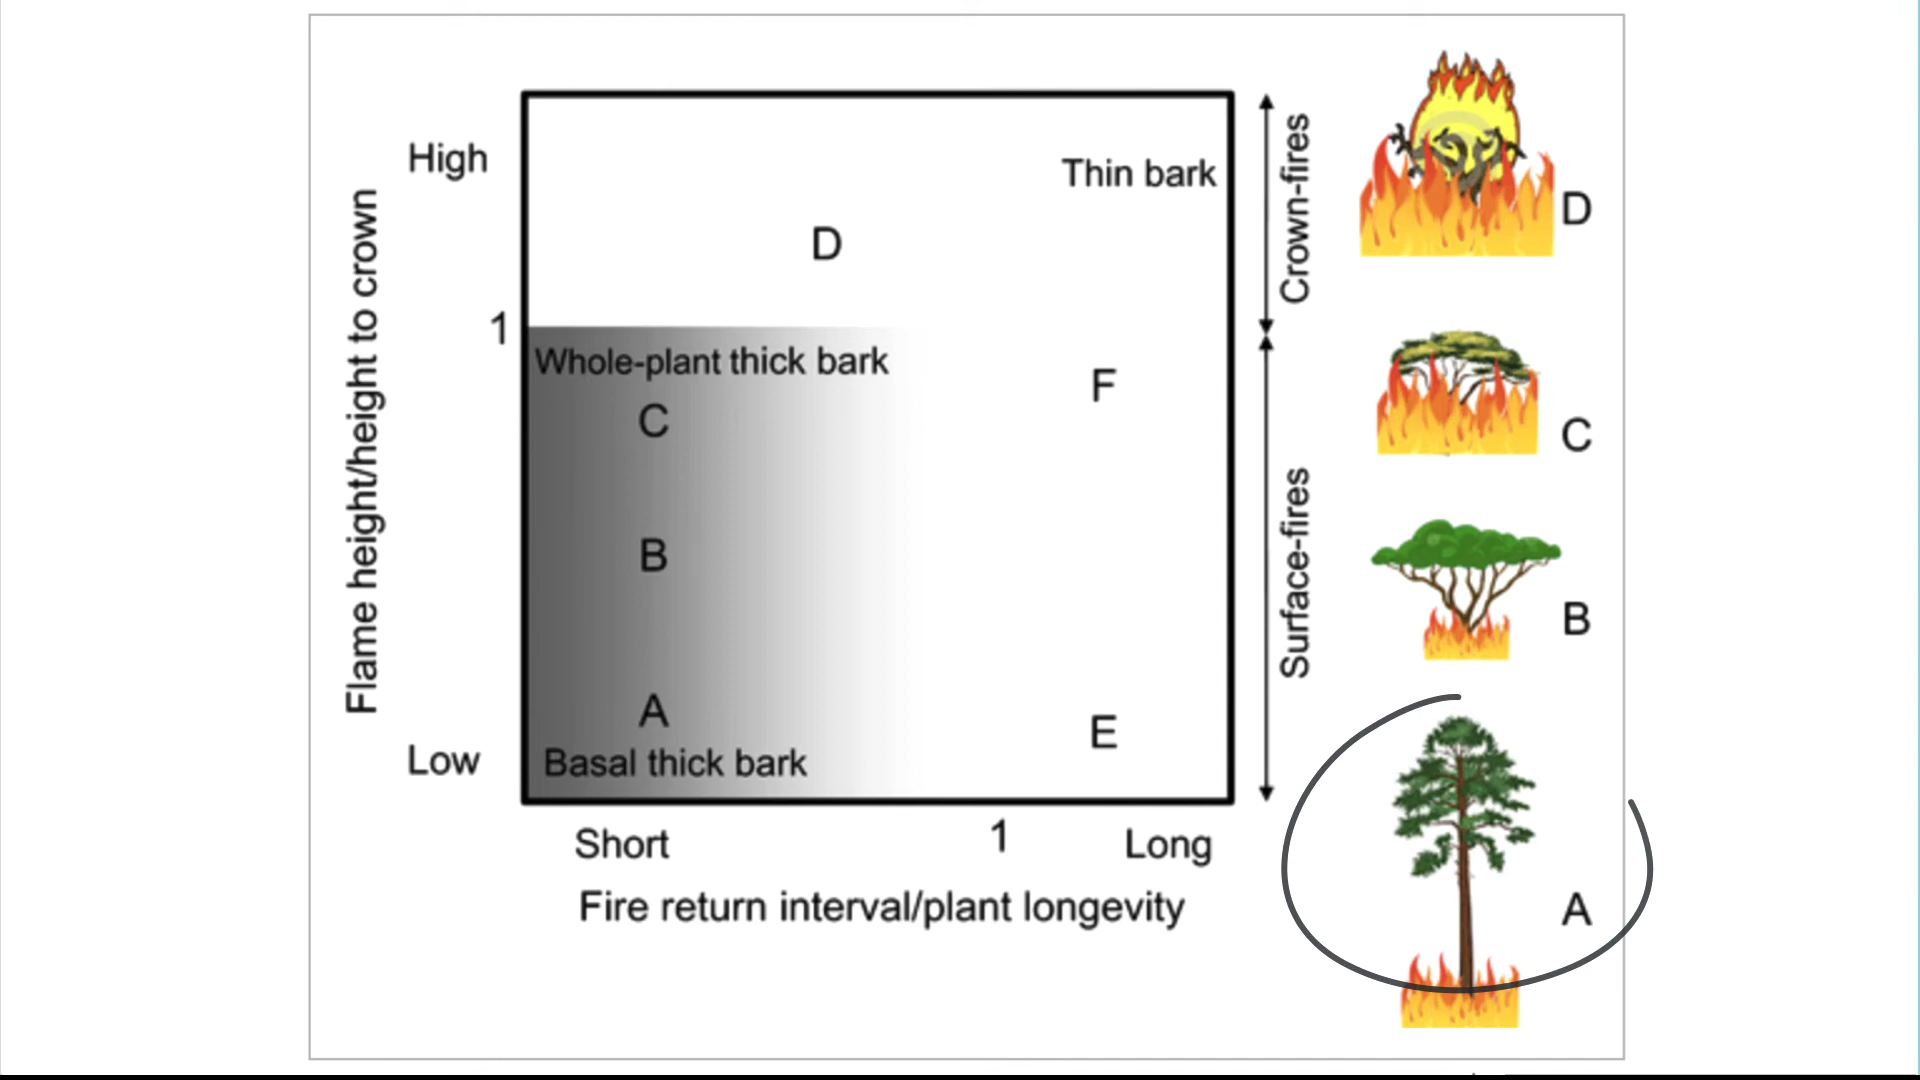 High
Thin bark
D
1
Whole-plant thick bark
C
F
B
A
E
Basal thick bark
Low
Short
1
Long
Fire return interval/plant longevity
Flame height/height to crown
Crown-fires
Surface-fires
D
C
B
A